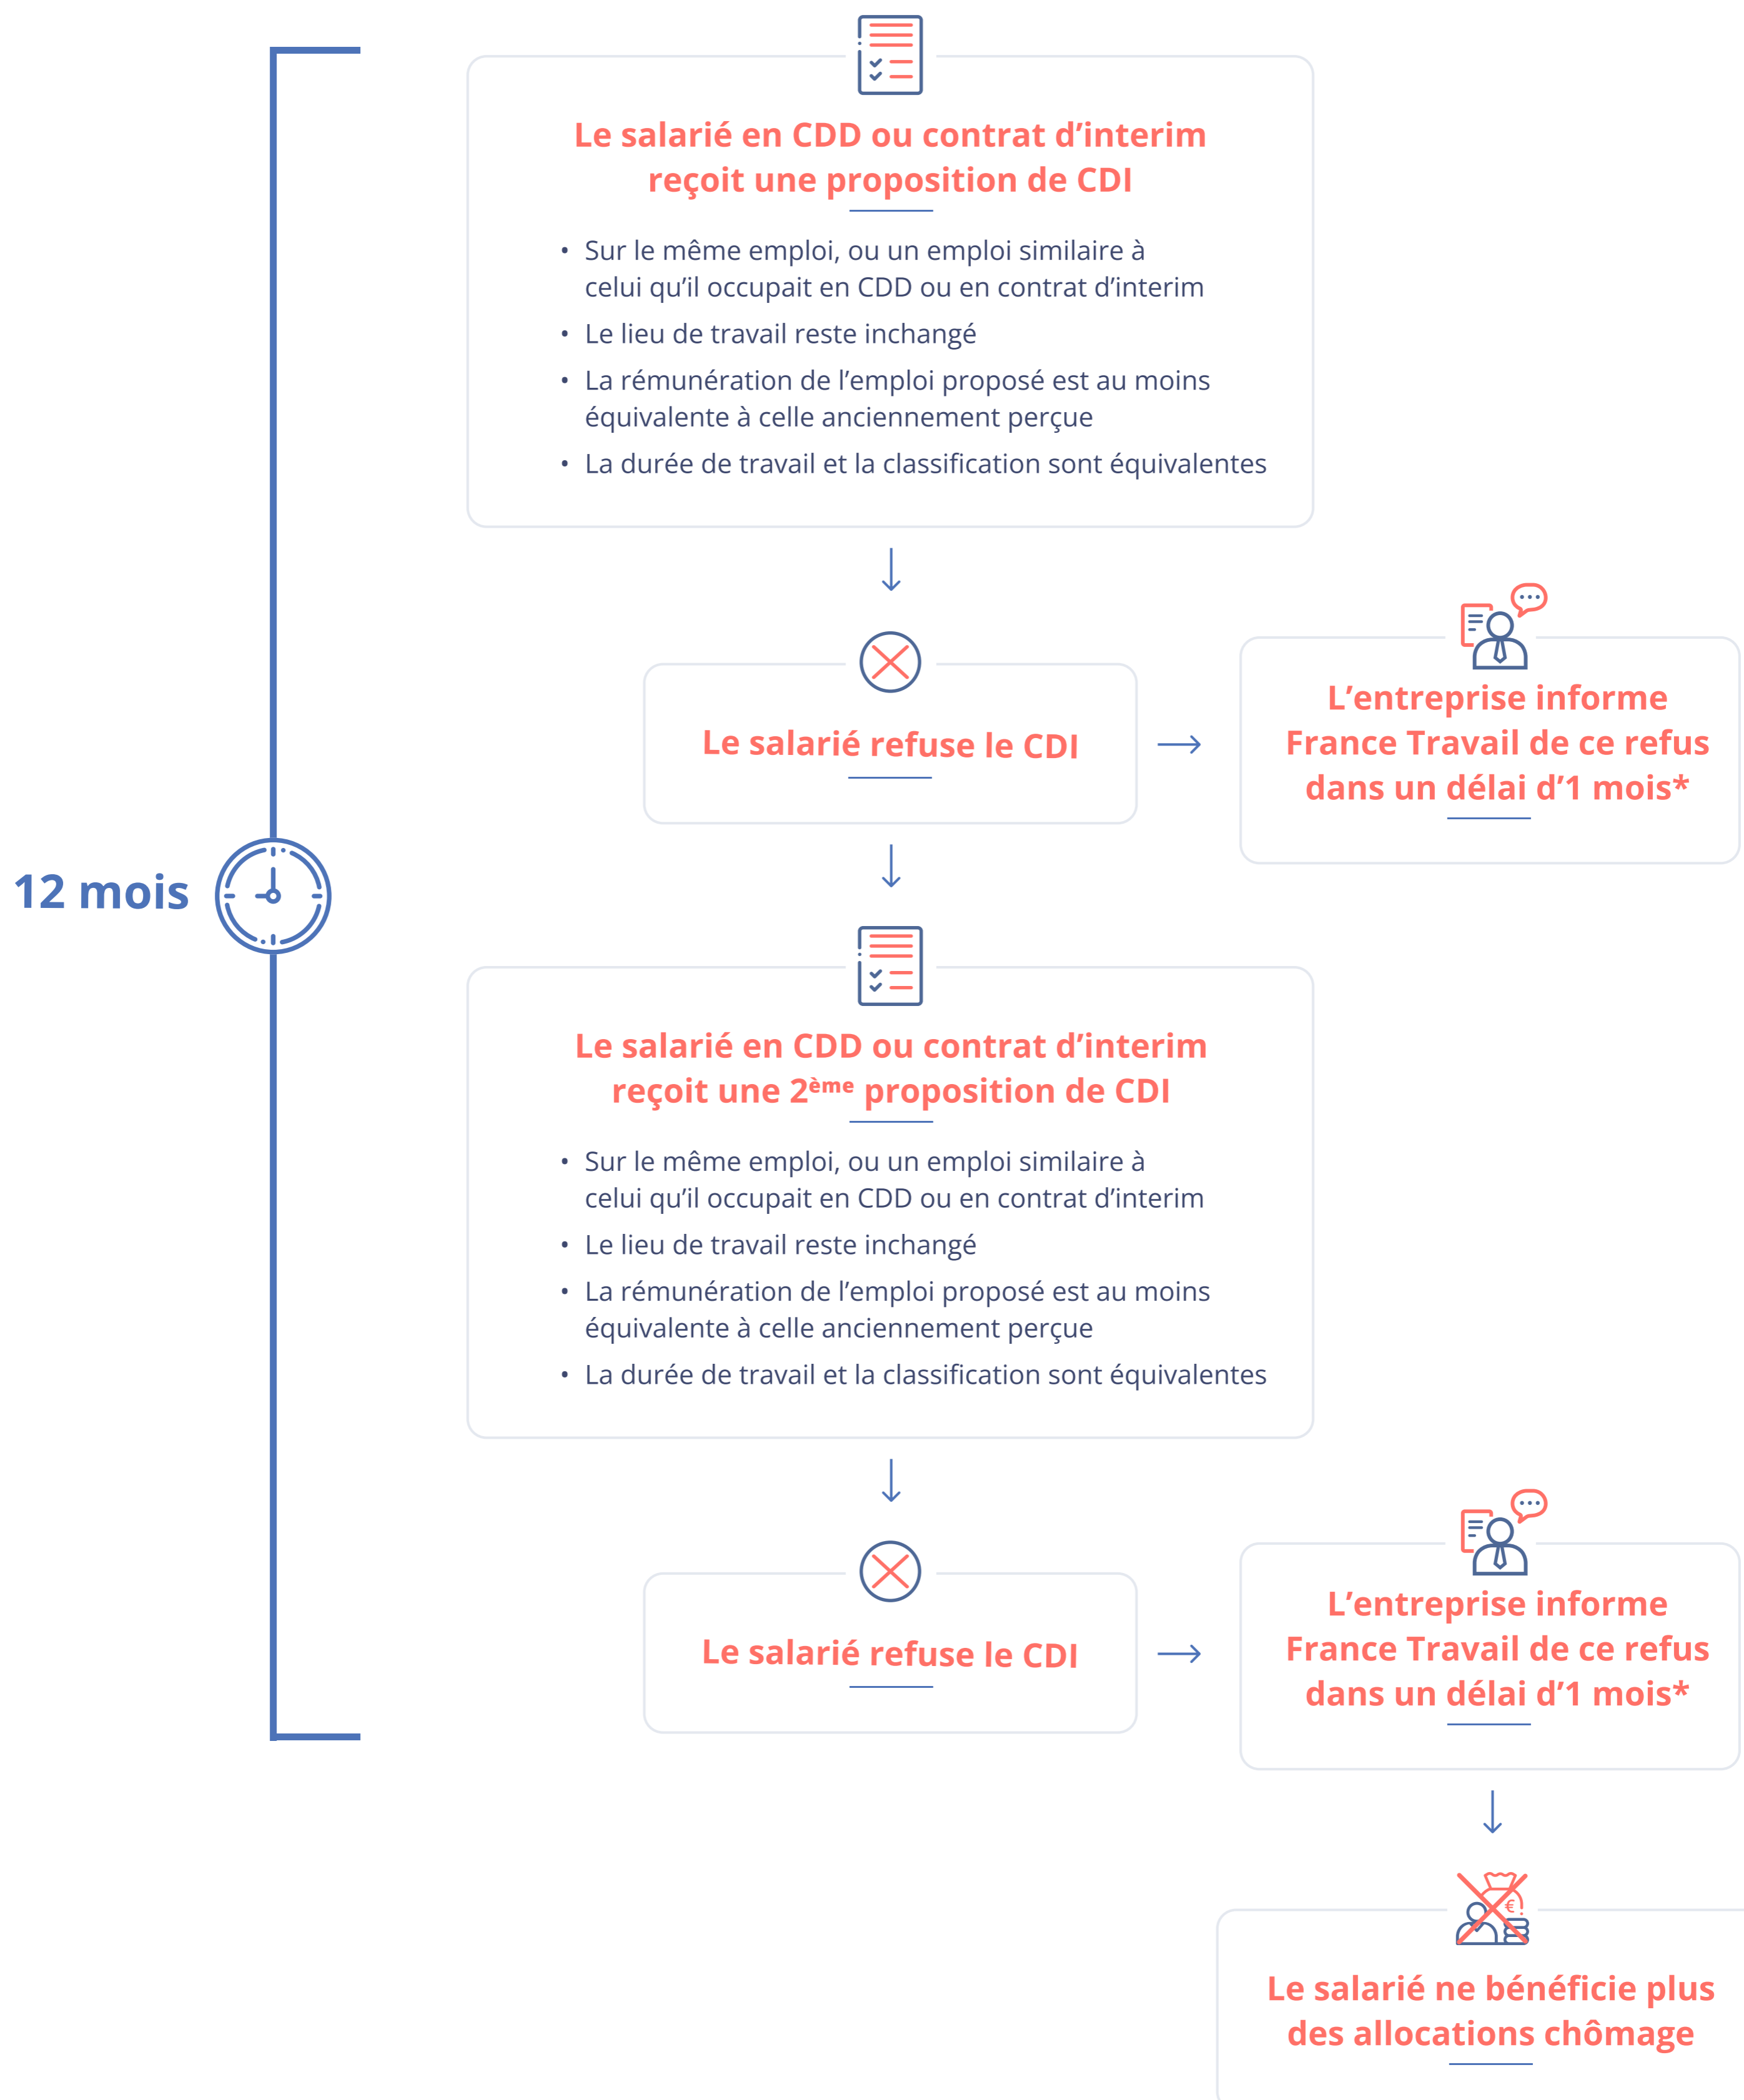 Le salarié en CDD ou contrat d’interim
reçoit une proposition de CDI
• Sur le même emploi, ou un emploi similaire à
celui qu’il occupait en CDD ou en contrat d’interim
• Le lieu de travail reste inchangé
• La rémunération de l’emploi proposé est au moins
équivalente à celle anciennement perçue
• La durée de travail et la classification sont équivalentes
Le salarié refuse le CDI
L’entreprise informe
France Travail de ce refus
dans un délai d’1 mois*
12 mois
Le salarié en CDD ou contrat d’interim
reçoit une 2ème proposition de CDI
• Sur le même emploi, ou un emploi similaire à
celui qu’il occupait en CDD ou en contrat d’interim
• Le lieu de travail reste inchangé
• La rémunération de l’emploi proposé est au moins
équivalente à celle anciennement perçue
• La durée de travail et la classification sont équivalentes
Le salarié refuse le CDI
L’entreprise informe
France Travail de ce refus
dans un délai d’1 mois*
€
Le salarié ne bénéficie plus
des allocations chômage